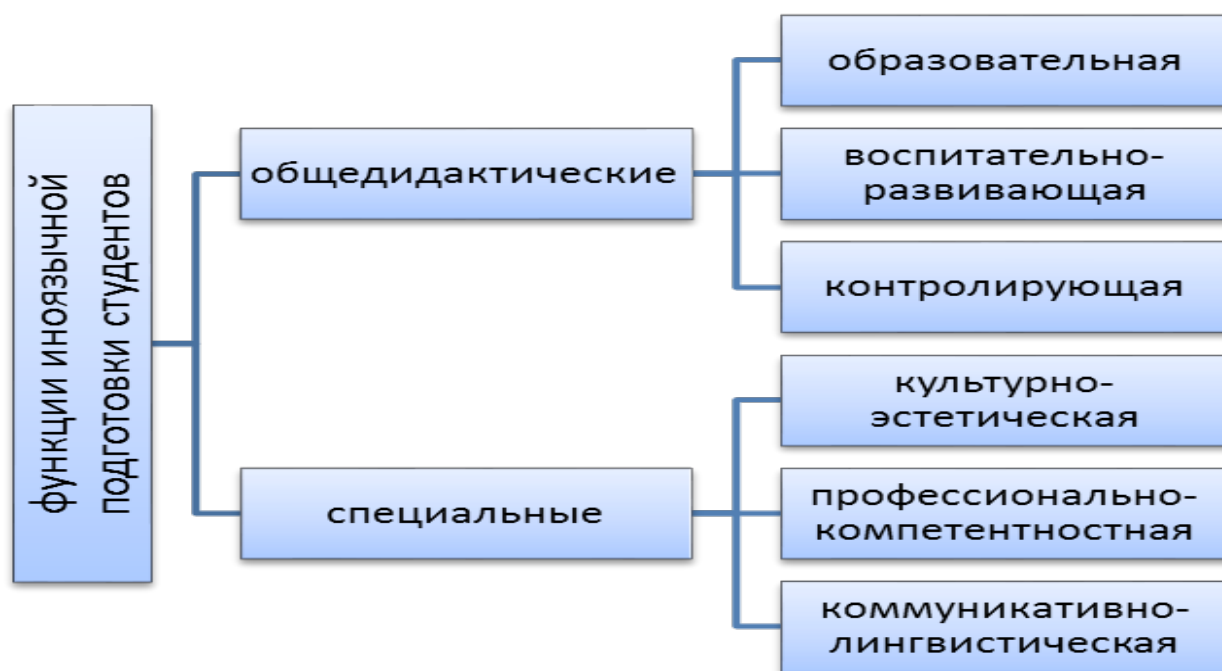 функции иноязычной
подготовки студентов
общедидактические
образовательная
воспитательно-
развивающая
контролирующая
специальные
культурно-
эстетическая
профессионально-
компетентностная
коммуникативно-
лингвистическая